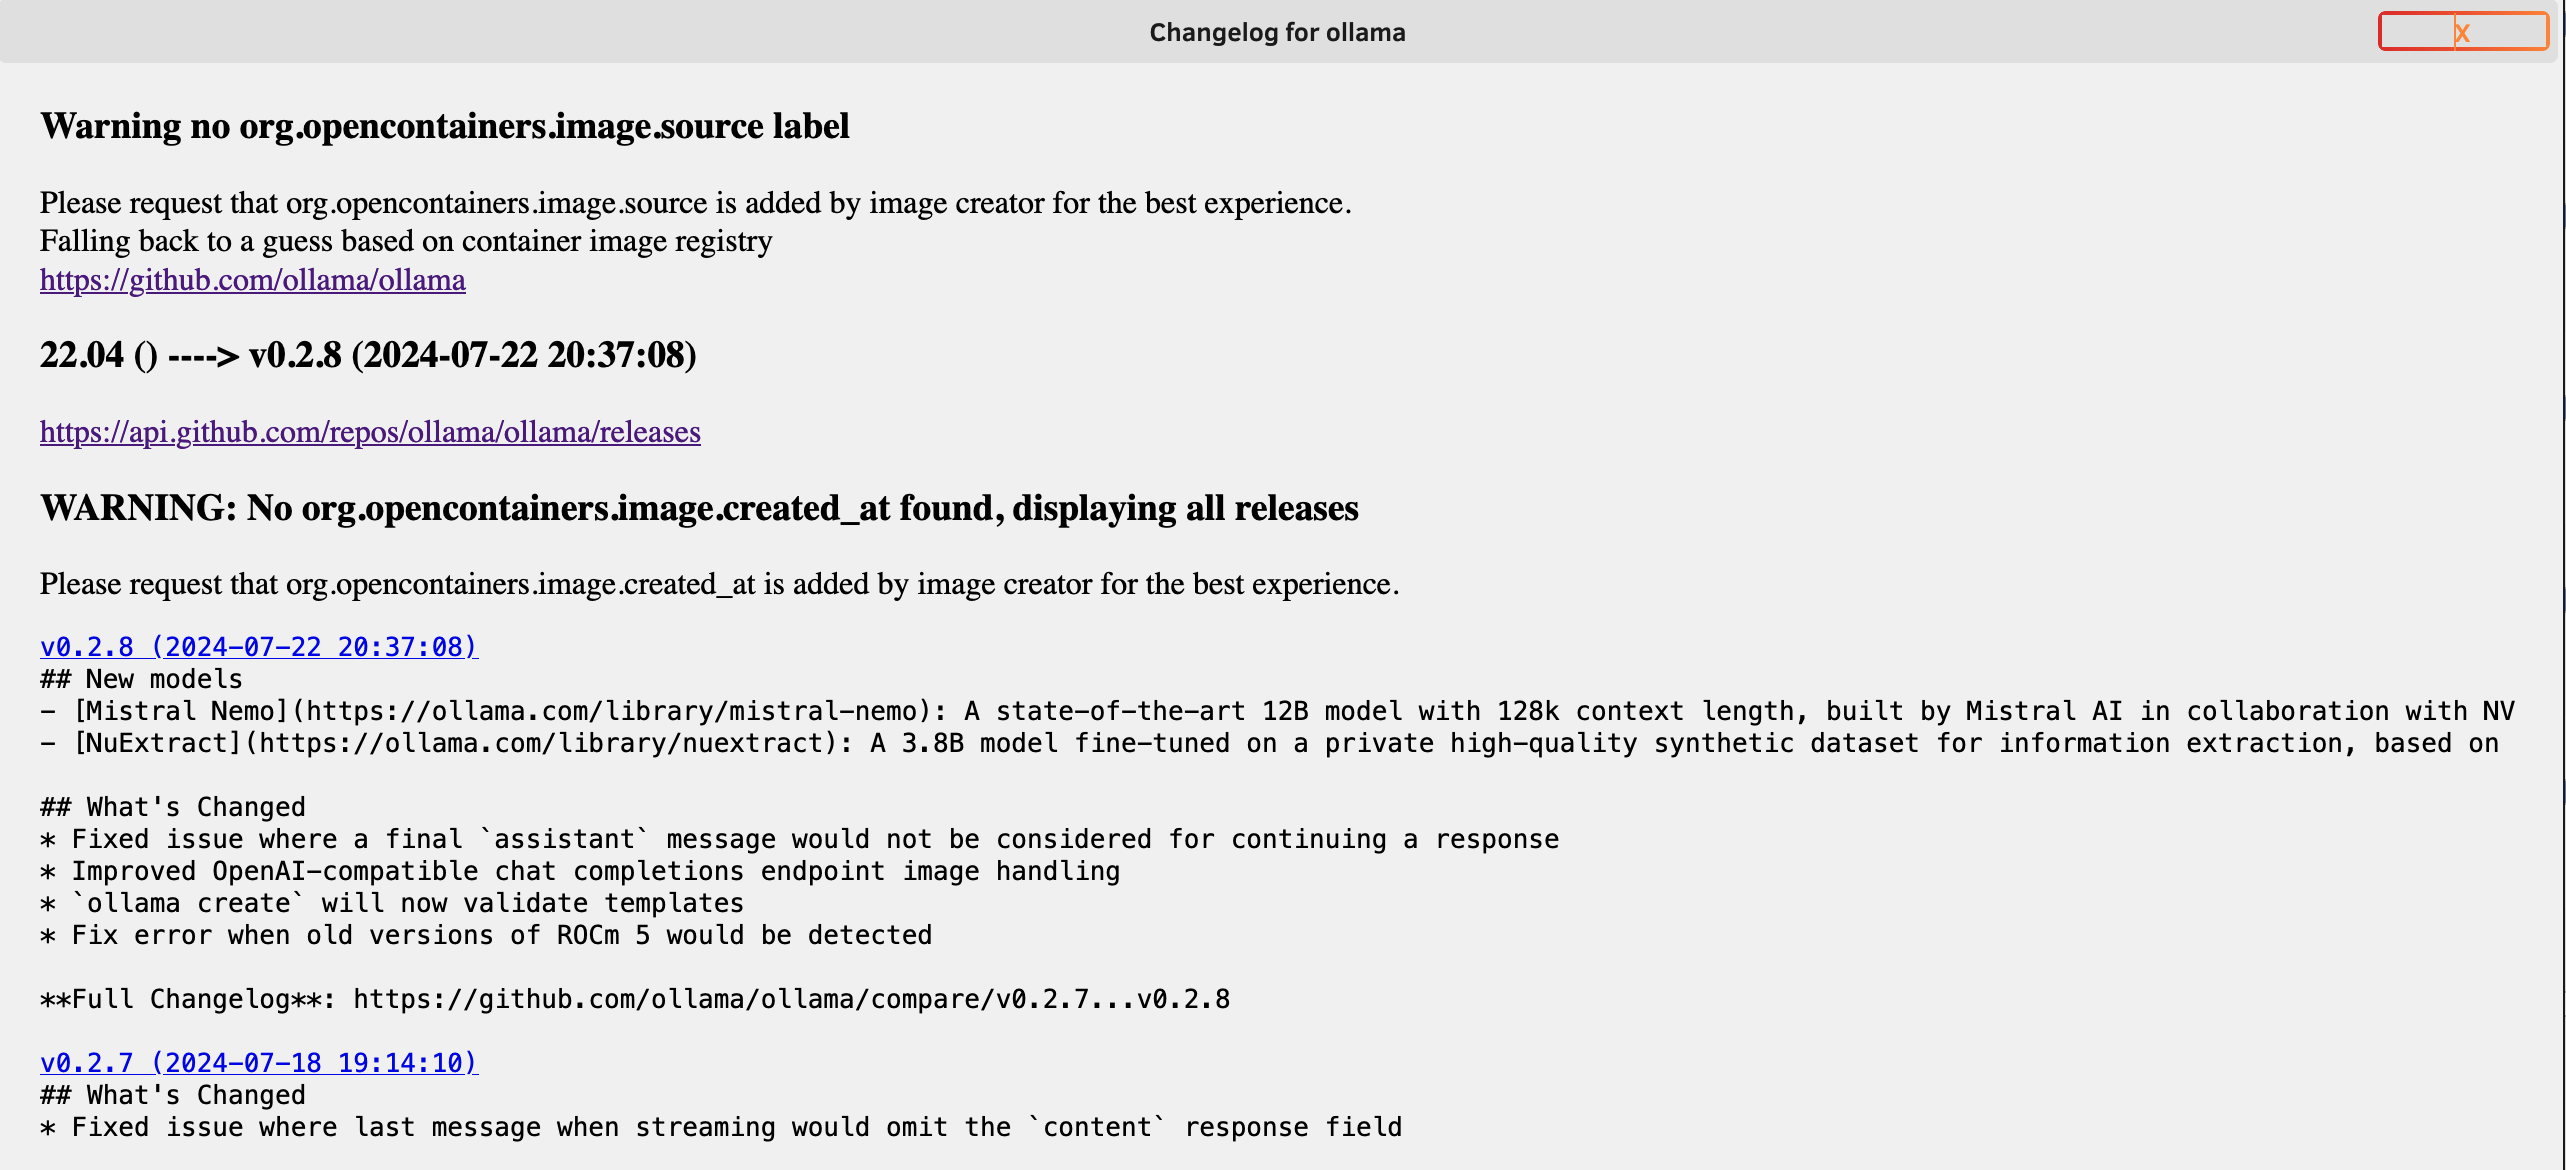 Changelog for ollama
X
Warning no org.opencontainers.image.source label
Please request that org.opencontainers.image.source is added by image creator for the best experience.
Falling back to a guess based on container image registry
https://github.com/ollama/ollama
22.04 () ----> v0.2.8 (2024-07-22 20:37:08)
https://api.github.com/repos/ollama/ollama/releases
WARNING: No org.opencontainers.image.created_at found, displaying all releases
Please request that org.opencontainers.image.created_at is added by image creator for the best experience.
v0.2.8 (2024-07-22 20:37:08)
## New models
- [Mistral Nemo](https://ollama.com/library/mistral-nemo): A state-of-the-art 12B model with 128k context length, built by Mistral AI in collaboration with NV
- [NuExtract](https://ollama.com/library/nuextract): A 3.8B model fine-tuned on a private high-quality synthetic dataset for information extraction, based on
## What's Changed
* Fixed issue where a final `assistant` message would not be considered for continuing a response
* Improved OpenAI-compatible chat completions endpoint image handling
* `ollama create` will now validate templates
* Fix error when old versions of ROCm 5 would be detected
**Full Changelog**: https://github.com/ollama/ollama/compare/v0.2.7...v0.2.8
v0.2.7 (2024-07-18 19:14:10)
## What's Changed
* Fixed issue where last message when streaming would omit the `content` response field